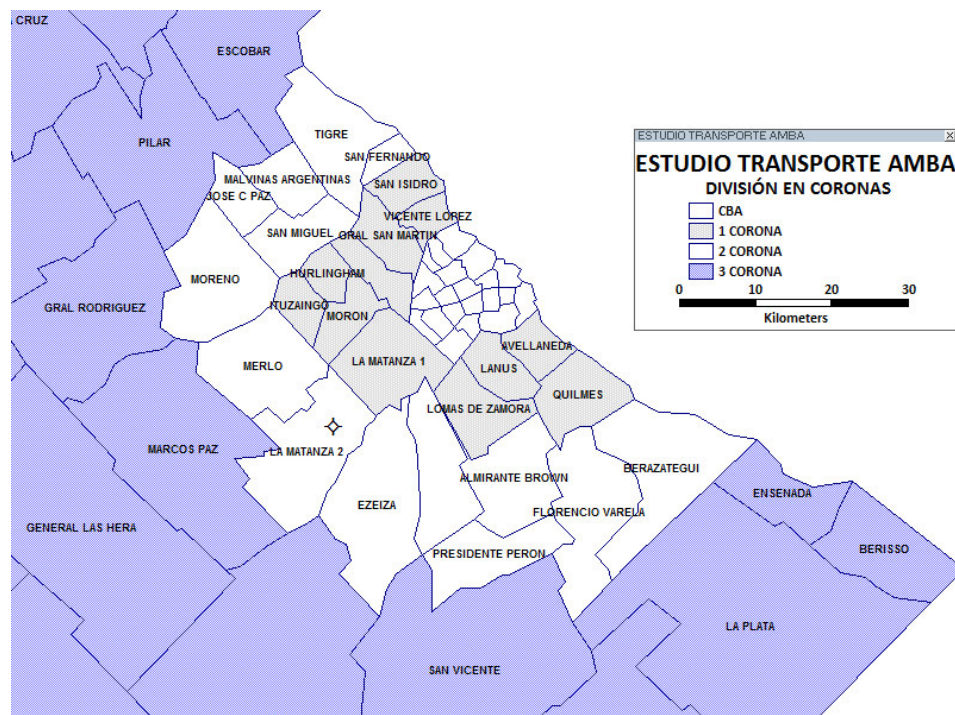 A CRUZ
ESCOBAR
TIGRE
PILAR
SAN FERNANDO
MALVINAS ARGENTINAS
SAN ISIDRO
JOSE C PAZ
VICENTE LOPEZ
SAN MIGUEL
GRAL SAN MARTIN
HURLINGHAM
MORENO
ITUZAINGO
GRAL RODRIGUEZ
MORON
AVELLANEDA
MERLO
LA MATANZA 1
LANUS
QUILMES
LOMAS DE ZAMORA
MARCOS PAZ
LA MATANZA 2
BERAZATEGUI
ALMIRANTE BROWN
ENSENADA
EZEIZA
FLORENCIO VARELA
GENERAL LAS HERA
BERISSO
PRESIDENTE PERON
LA PLATA
SAN VICENTE
ESTUDIO TRANSPORTE AMBA
ESTUDIO TRANSPORTE AMBA
DIVISIÓN EN CORONAS
CBA
1 CORONA
2 CORONA
3 CORONA
0 10 20 30
Kilometers